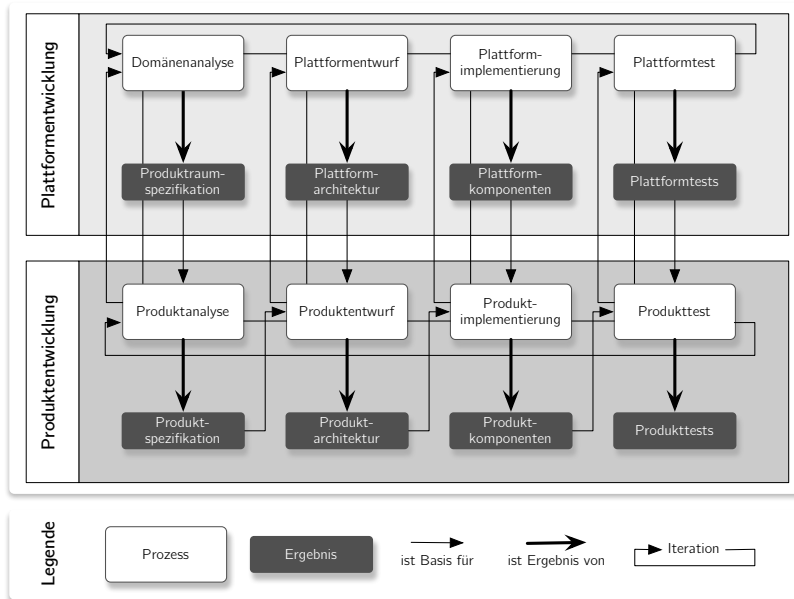 Plattformentwicklung
Domänenanalyse
Plattformentwurf
Plattform-
implementierung
Plattformtest
Produktraum-
spezifikation
Plattform-
architektur
Plattform-
komponenten
Plattformtests
Produktentwicklung
Produktanalyse
Produktentwurf
Produkt-
implementierung
Produkttest
Produkt-
spezifikation
Produkt-
architektur
Produkt-
komponenten
Produkttests
Legende
Prozess
Ergebnis
ist Basis für
ist Ergebnis von
Iteration